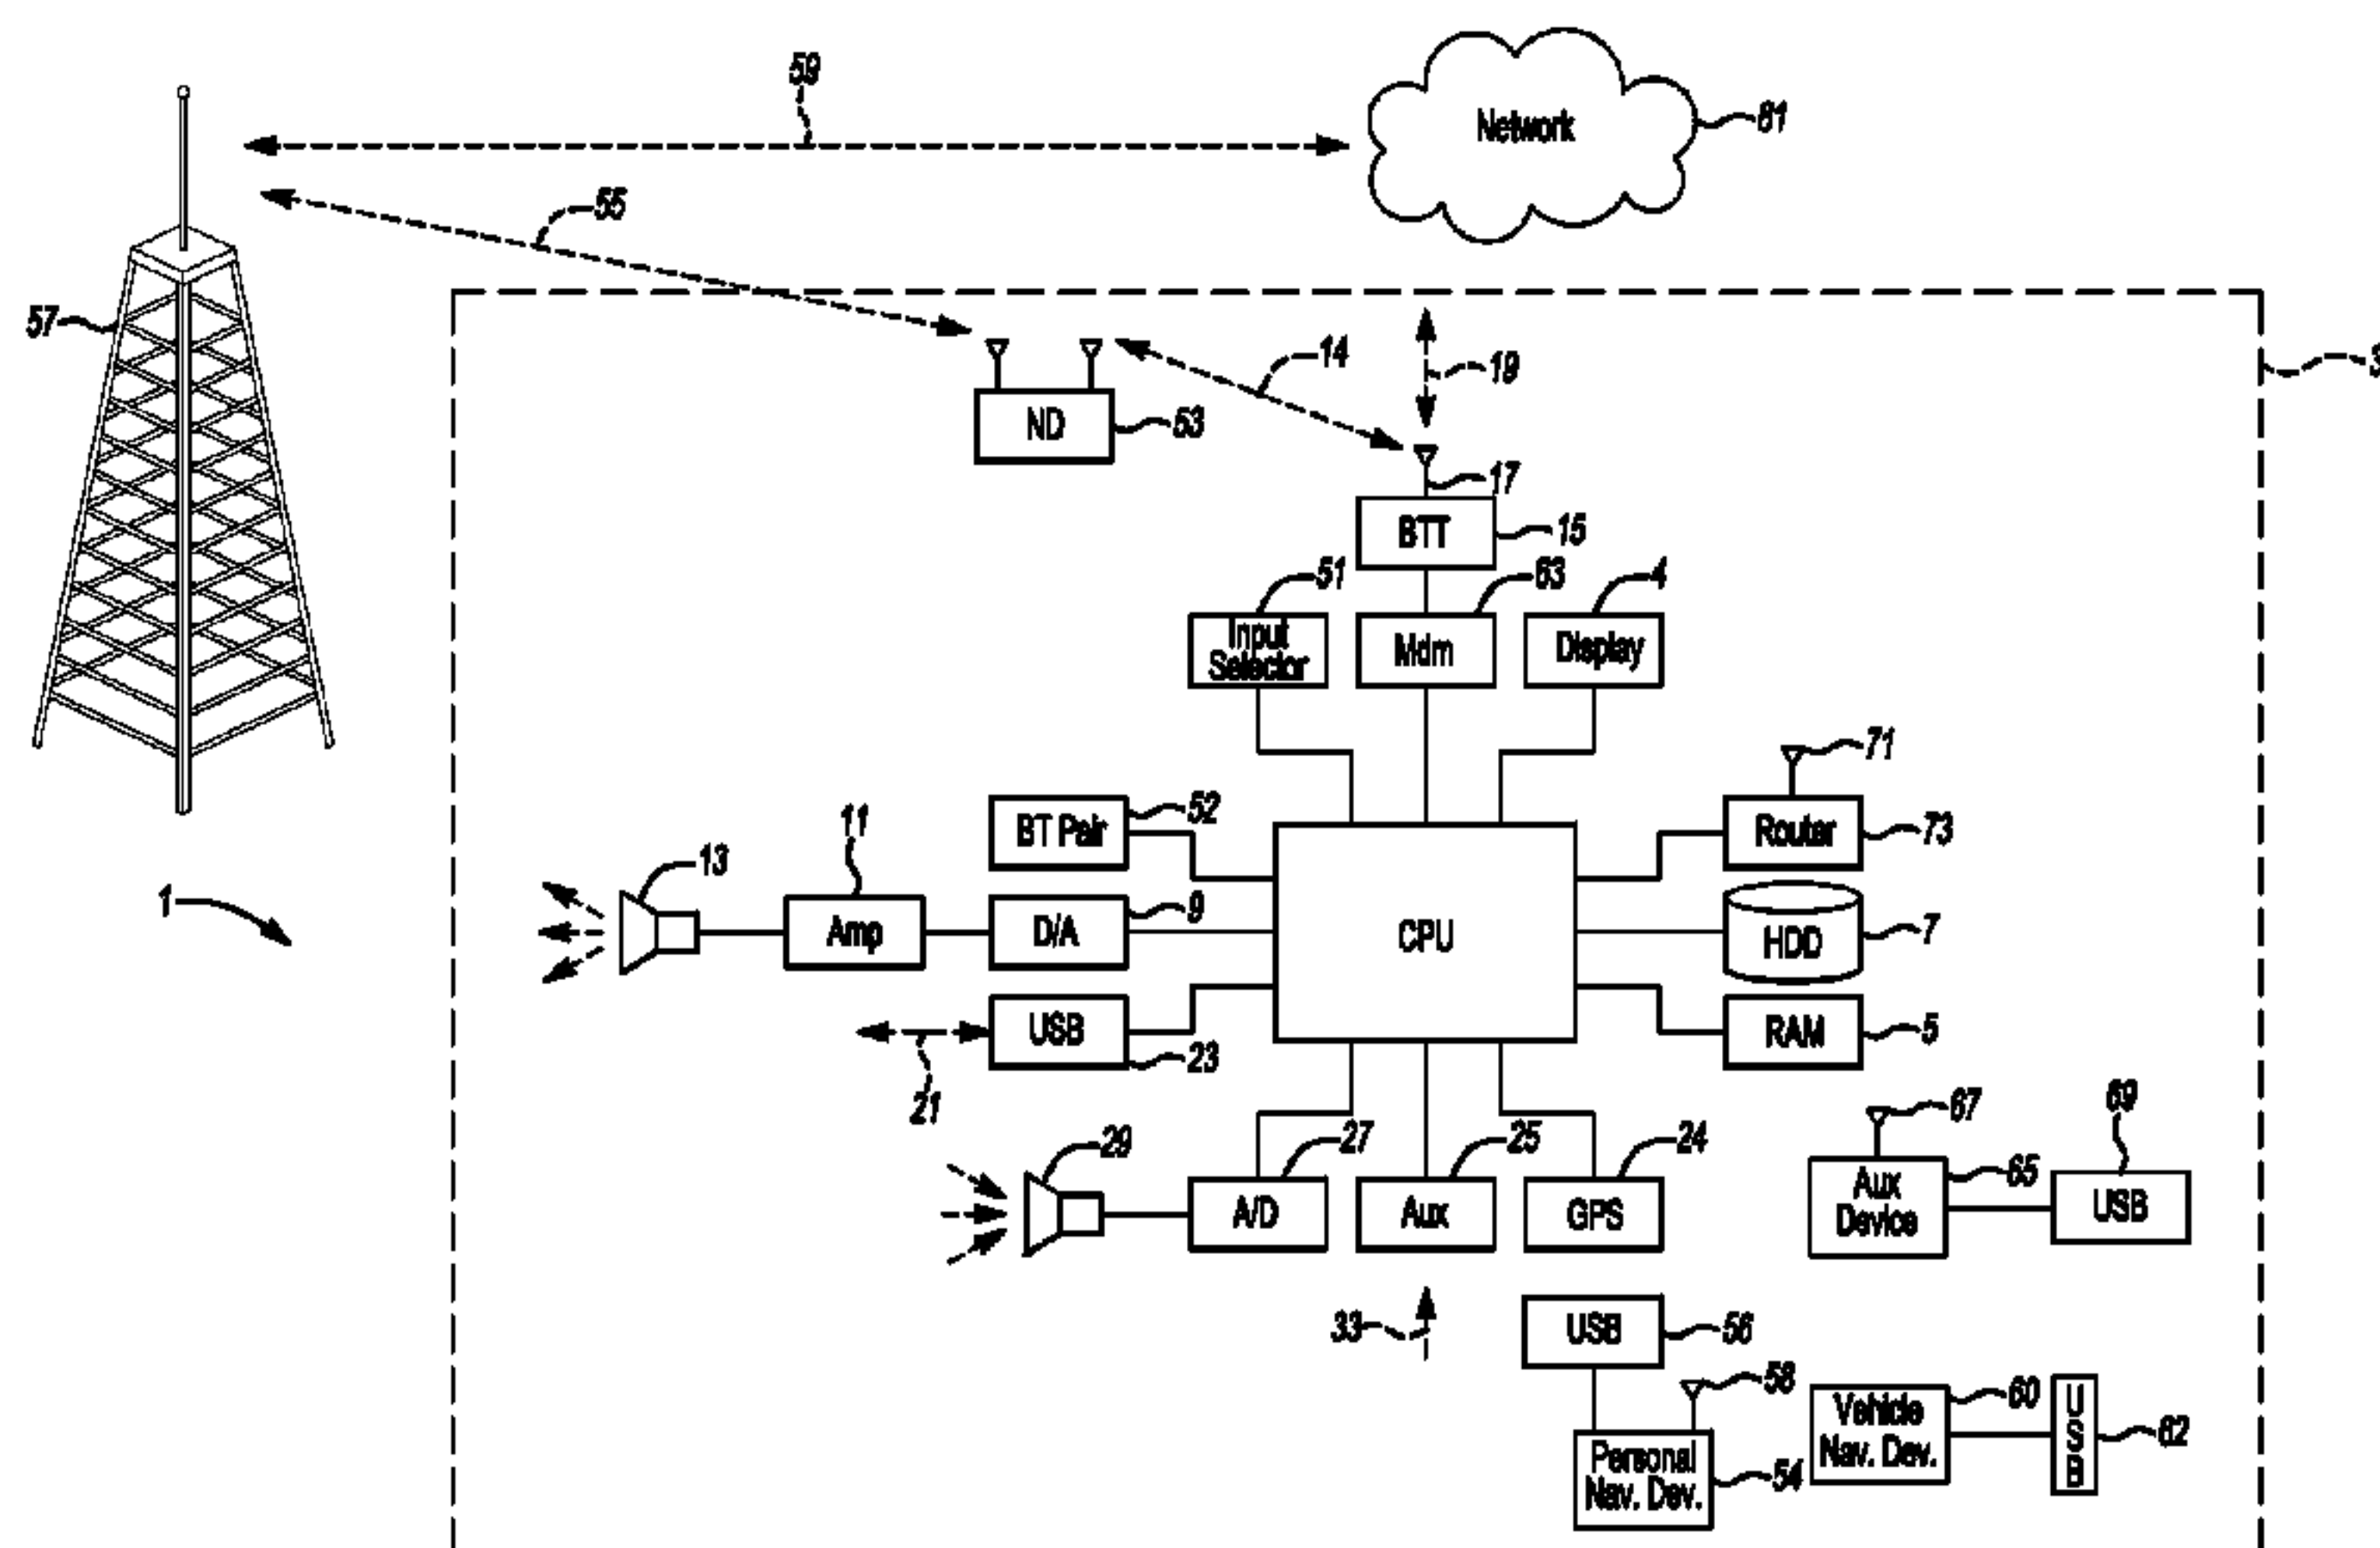 59
Network
61
55
57
14
19
3
ND
53
17
BTT
15
51
63
4
Input
Selector
Mdm
Display
71
11
BT Pair
52
Router
73
13
1
Amp
D/A
9
CPU
HDD
7
USB
23
21
RAM
5
29
27
25
24
67
69
A/D
Aux
GPS
Aux
Device
65
USB
33
USB
56
58
Vehicle
Nav. Dev.
60
USB
62
Personal
Nav. Dev.
54